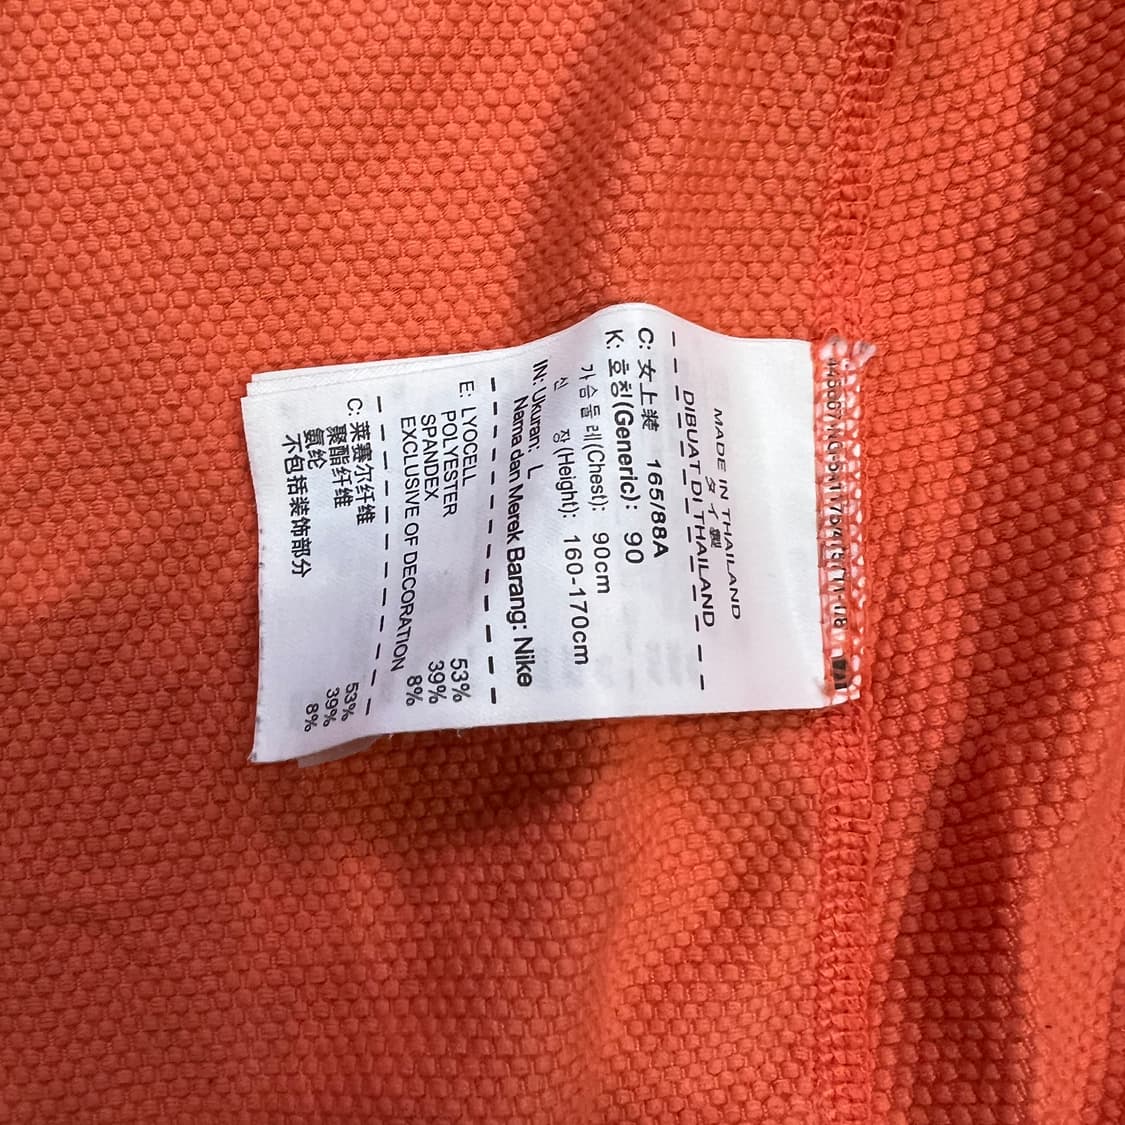 MADE IN THAILAND
タイ製
DIBUAT DI THAILAND
C: 女上装 165/88A
K: 호칭(Generic): 90
가슴둘레(Chest): 90cm
신 장(Height): 160-170cm
IN: Ukuran: L
Nama dan Merek Barang: Nike
E: LYOCELL 53%
POLYESTER 39%
SPANDEX 8%
EXCLUSIVE OF DECORATION
C: 莱赛尔纤维 53%
聚酯纤维 39%
氨纶 8%
不包括装饰部分